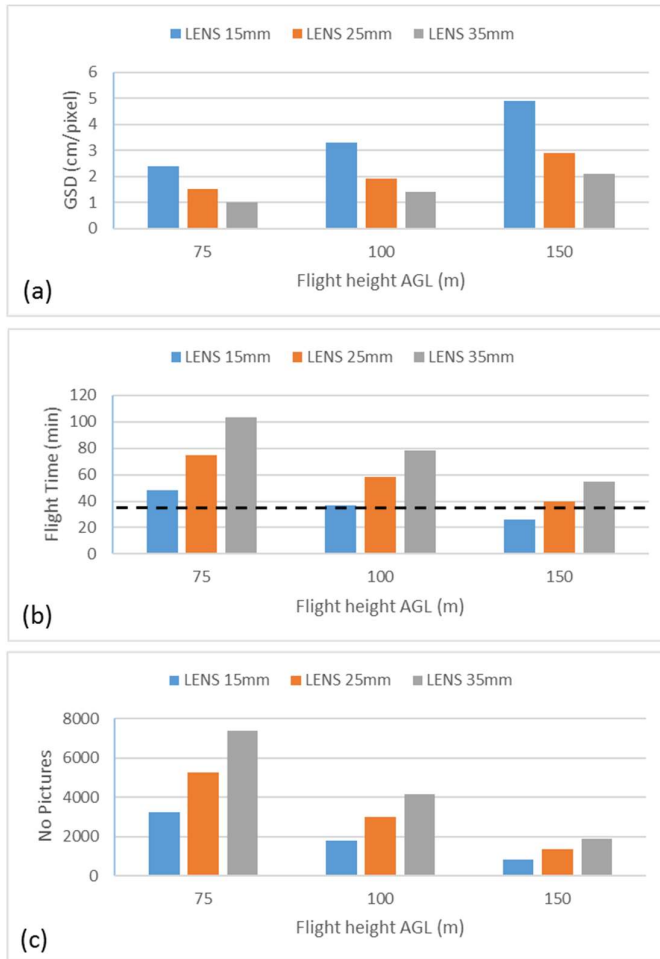 LENS 15mm LENS 25mm LENS 35mm
6
5
4
3
2
1
0
GSD (cm/pixel)
75 100 150
Flight height AGL (m)
(a)
LENS 15mm LENS 25mm LENS 35mm
120
100
80
60
40
20
0
Flight Time (min)
75 100 150
Flight height AGL (m)
(b)
LENS 15mm LENS 25mm LENS 35mm
8000
6000
4000
2000
0
No Pictures
75 100 150
Flight height AGL (m)
(c)